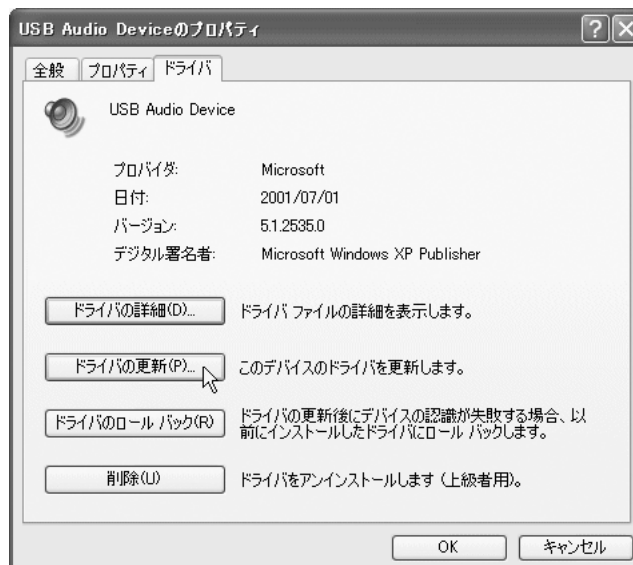 USB Audio Deviceのプロパティ
全般 プロパティ ドライバ
USB Audio Device
プロバイダ: Microsoft
日付: 2001/07/01
バージョン: 5.1.2535.0
デジタル署名者: Microsoft Windows XP Publisher
ドライバの詳細(D)... ドライバ ファイルの詳細を表示します。
ドライバの更新(P)... このデバイスのドライバを更新します。
ドライバのロール バック(R) ドライバの更新後にデバイスの認識が失敗する場合、以
前にインストールしたドライバにロール バックします。
削除(U) ドライバをアンインストールします (上級者用)。
OK キャンセル